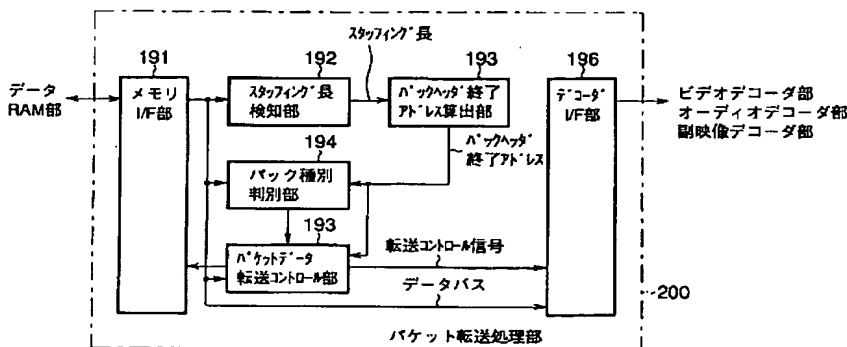 スタッフィング長
191
192
193
196
データ
RAM部
メモリ
I/F部
スタッフィング長
検知部
パックヘッダ終了
アドレス算出部
デコーダ
I/F部
ビデオデコーダ部
オーディオデコーダ部
副映像デコーダ部
パックヘッダ
終了アドレス
194
パック種別
判別部
193
パケットデータ
転送コントロール部
転送コントロール信号
データバス
200
パケット転送処理部